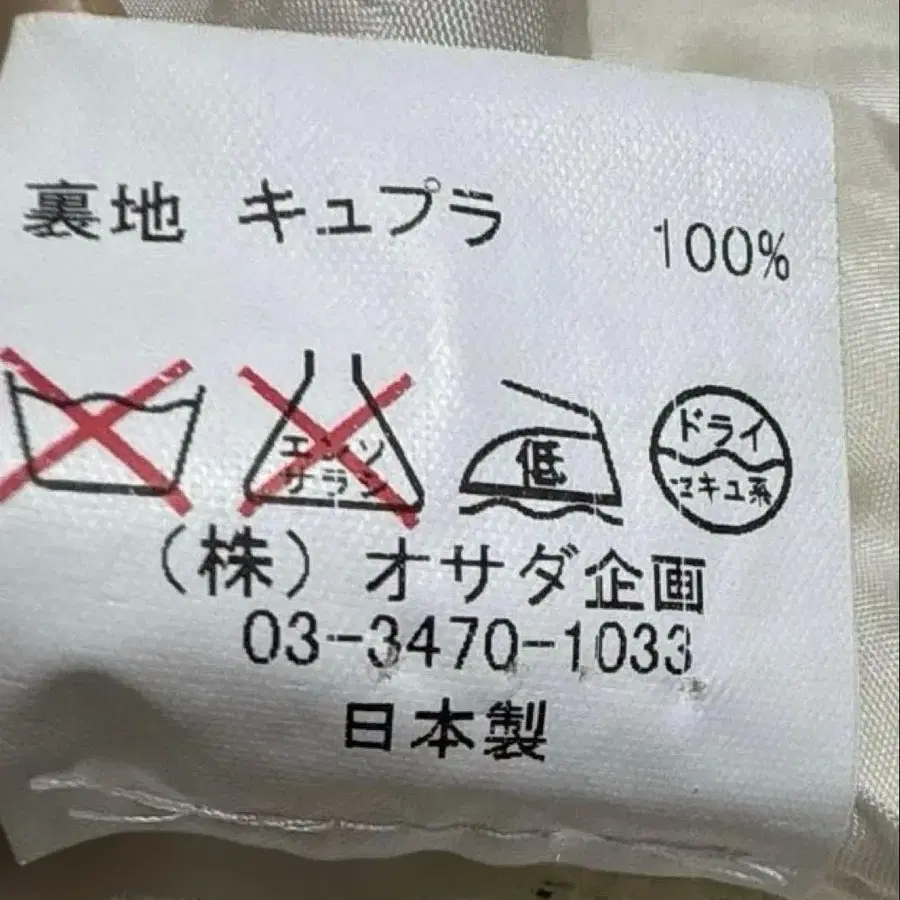 裏地 キュプラ 100%
エンソ
サラシ
低
ドライ
セキユ系
（株）オサダ企画
03-3470-1033
日本製